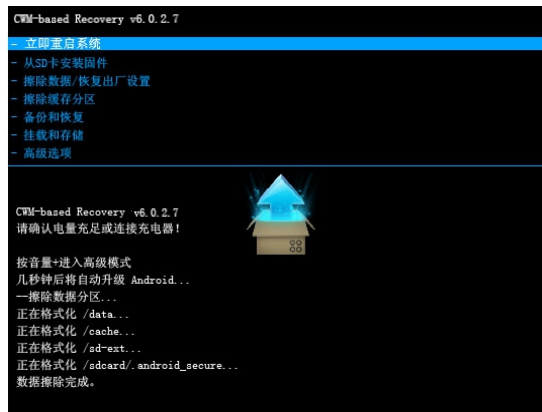 CWM-based Recovery v6.0.2.7
- 立即重启系统
- 从SD卡安装固件
- 擦除数据/恢复出厂设置
- 擦除缓存分区
- 备份和恢复
- 挂载和存储
- 高级选项
CWM-based Recovery v6.0.2.7
请确认电量充足或连接充电器!
按音量+进入高级模式
几秒钟后将自动升级 Android...
--擦除数据分区...
正在格式化 /data...
正在格式化 /cache...
正在格式化 /sd-ext...
正在格式化 /sdcard/.android_secure...
数据擦除完成。